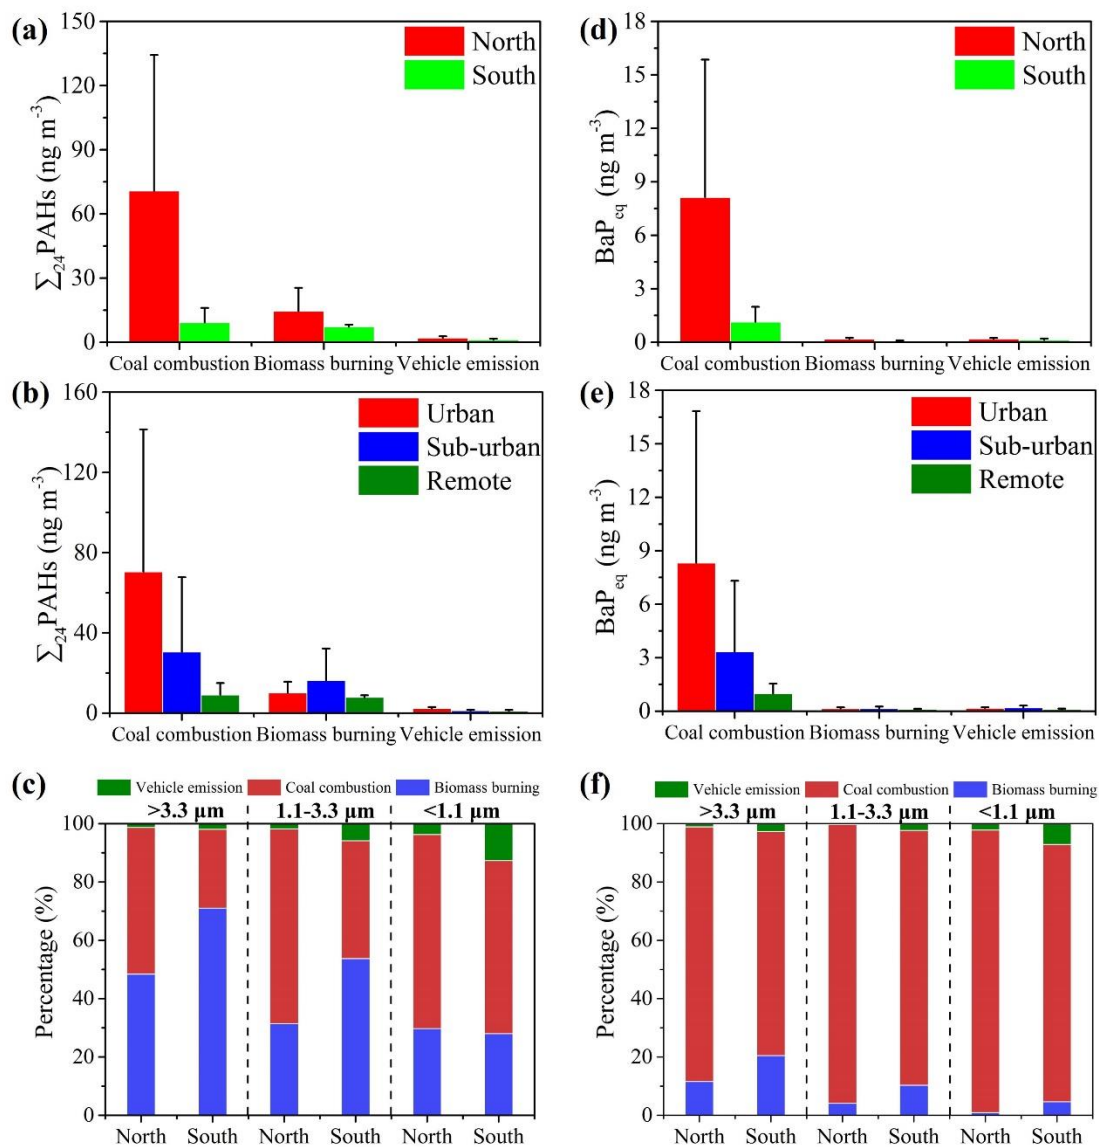 (a)
North
South
∑24PAHs (ng m-3)
150
120
90
60
30
0
Coal combustion Biomass burning Vehicle emission
(d)
North
South
BaPeq (ng m-3)
18
15
12
9
6
3
0
Coal combustion Biomass burning Vehicle emission
(b)
Urban
Sub-urban
Remote
∑24PAHs (ng m-3)
160
120
80
40
0
Coal combustion Biomass burning Vehicle emission
(e)
Urban
Sub-urban
Remote
BaPeq (ng m-3)
18
15
12
9
6
3
0
Coal combustion Biomass burning Vehicle emission
(c)
Vehicle emission Coal combustion Biomass burning
>3.3 μm 1.1-3.3 μm <1.1 μm
Percentage (%)
100
80
60
40
20
0
North South North South North South
(f)
Vehicle emission Coal combustion Biomass burning
>3.3 μm 1.1-3.3 μm <1.1 μm
Percentage (%)
100
80
60
40
20
0
North South North South North South